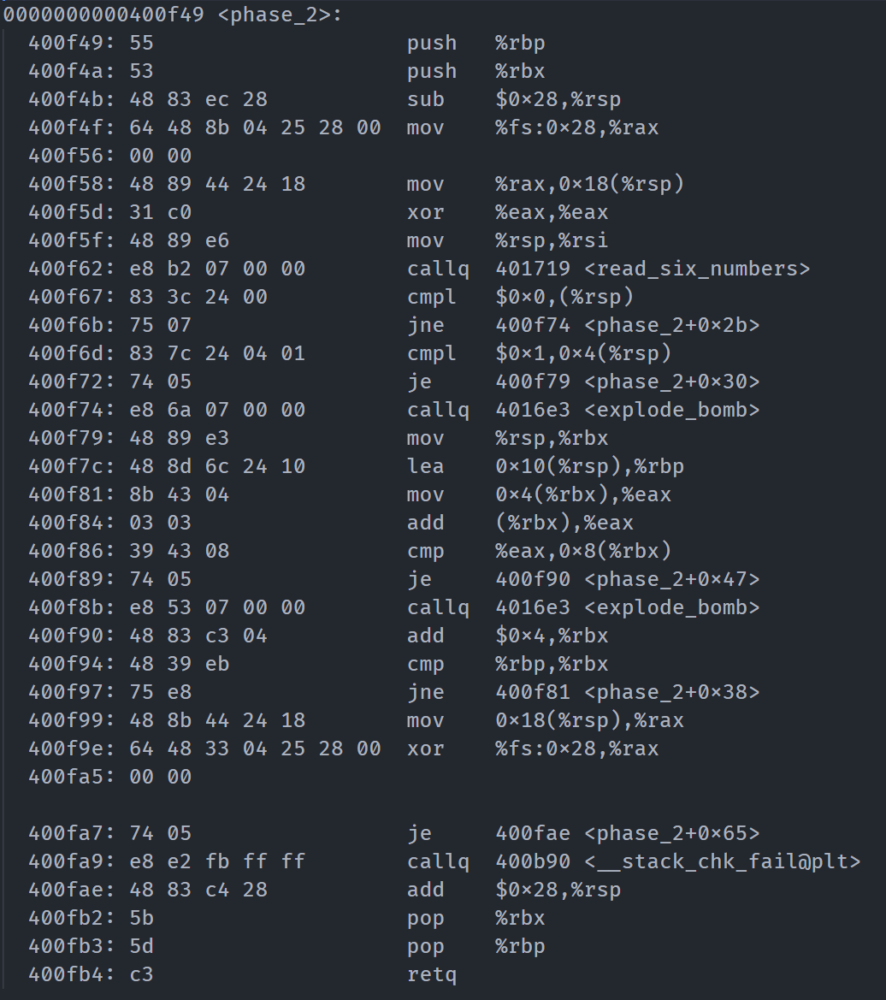 0000000000400f49 <phase_2>:
400f49: 55 push %rbp
400f4a: 53 push %rbx
400f4b: 48 83 ec 28 sub $0×28,%rsp
400f4f: 64 48 8b 04 25 28 00 mov %fs:0×28,%rax
400f56: 00 00
400f58: 48 89 44 24 18 mov %rax,0×18(%rsp)
400f5d: 31 c0 xor %eax,%eax
400f5f: 48 89 e6 mov %rsp,%rsi
400f62: e8 b2 07 00 00 callq 401719 <read_six_numbers>
400f67: 83 3c 24 00 cmpl $0×0,(%rsp)
400f6b: 75 07 jne 400f74 <phase_2+0×2b>
400f6d: 83 7c 24 04 01 cmpl $0×1,0×4(%rsp)
400f72: 74 05 je 400f79 <phase_2+0×30>
400f74: e8 6a 07 00 00 callq 4016e3 <explode_bomb>
400f79: 48 89 e3 mov %rsp,%rbx
400f7c: 48 8d 6c 24 10 lea 0×10(%rsp),%rbp
400f81: 8b 43 04 mov 0×4(%rbx),%eax
400f84: 03 03 add (%rbx),%eax
400f86: 39 43 08 cmp %eax,0×8(%rbx)
400f89: 74 05 je 400f90 <phase_2+0×47>
400f8b: e8 53 07 00 00 callq 4016e3 <explode_bomb>
400f90: 48 83 c3 04 add $0×4,%rbx
400f94: 48 39 eb cmp %rbp,%rbx
400f97: 75 e8 jne 400f81 <phase_2+0×38>
400f99: 48 8b 44 24 18 mov 0×18(%rsp),%rax
400f9e: 64 48 33 04 25 28 00 xor %fs:0×28,%rax
400fa5: 00 00
400fa7: 74 05 je 400fae <phase_2+0×65>
400fa9: e8 e2 fb ff ff callq 400b90 <__stack_chk_fail@plt>
400fae: 48 83 c4 28 add $0×28,%rsp
400fb2: 5b pop %rbx
400fb3: 5d pop %rbp
400fb4: c3 retq